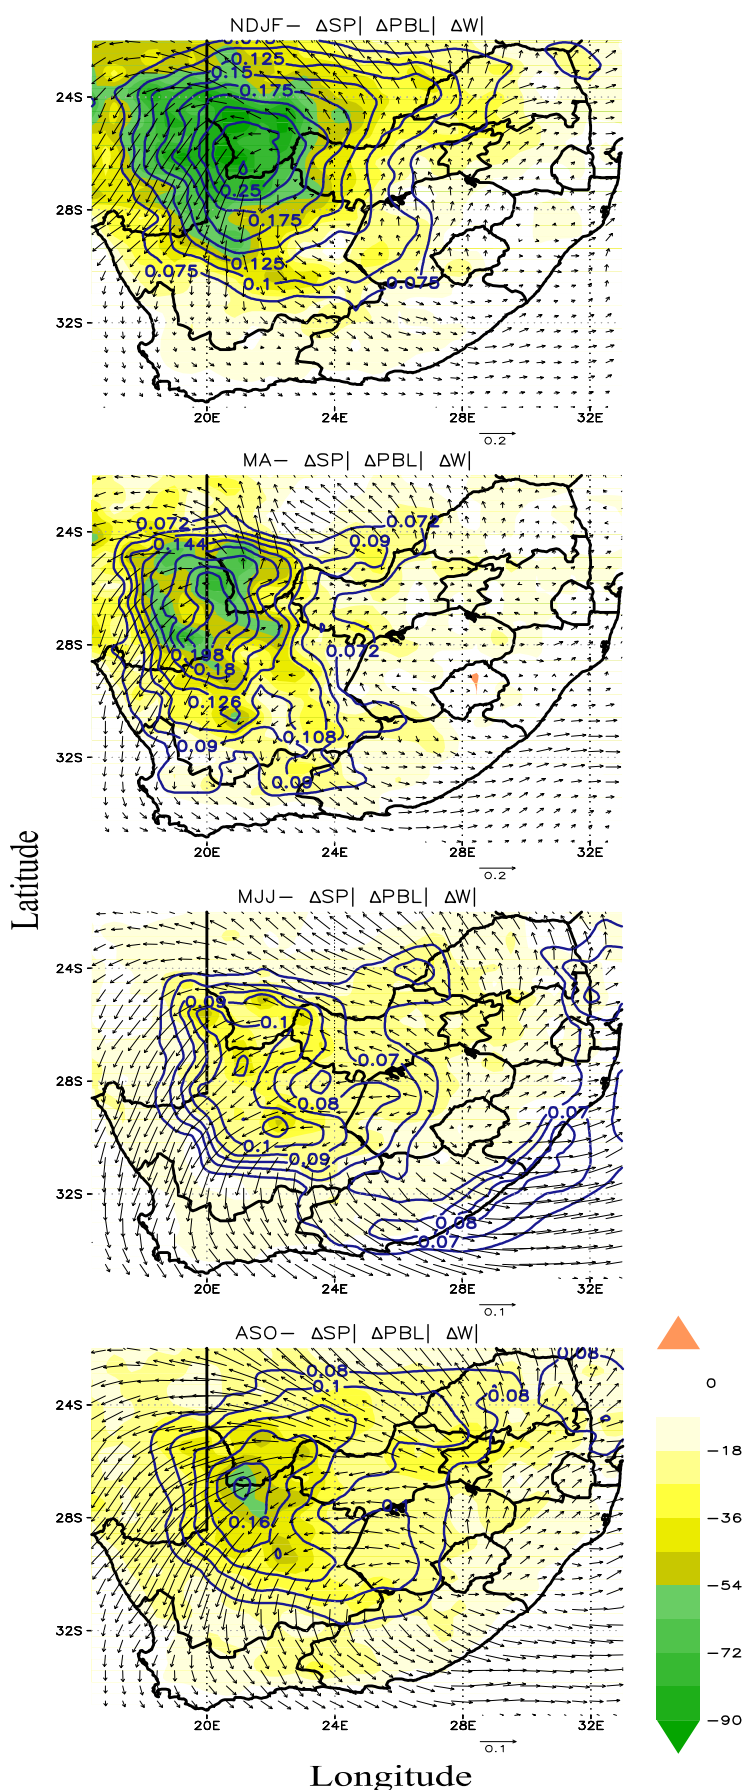 NDJF− ΔSP| ΔPBL| ΔW|
0.125
0.15
0.175
24S
28S
0.25
0.175
0.125
0.075
0.1
0.075
32S
20E 24E 28E 32E
0.2
MA− ΔSP| ΔPBL| ΔW|
0.072 0.072
24S
0.144 0.09
28S
0.198 0.072
0.18
0.126
0.09 0.108
32S
0.09
20E 24E 28E 32E
0.2
Latitude
MJJ− ΔSP| ΔPBL| ΔW|
24S
0.09
0.1
0.07
28S
0.08
0.07
0.1
0.09
32S
0.08
0.07
20E 24E 28E 32E
0.1
ASO− ΔSP| ΔPBL| ΔW|
0.08
0.08
0.1
0.08
24S
28S
0.16
32S
20E 24E 28E 32E
0.1
0
−18
−36
−54
−72
−90
Longitude